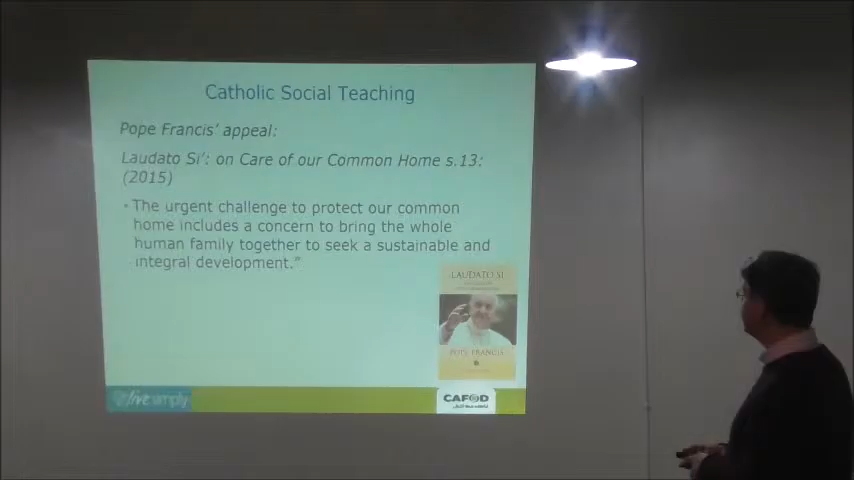 Catholic Social Teaching
Pope Francis' appeal:
Laudato Si': on Care of our Common Home s.13:
(2015)
• The urgent challenge to protect our common
home includes a concern to bring the whole
human family together to seek a sustainable and
integral development."
LAUDATO SI
POPE FRANCIS
live simply
CAFOD